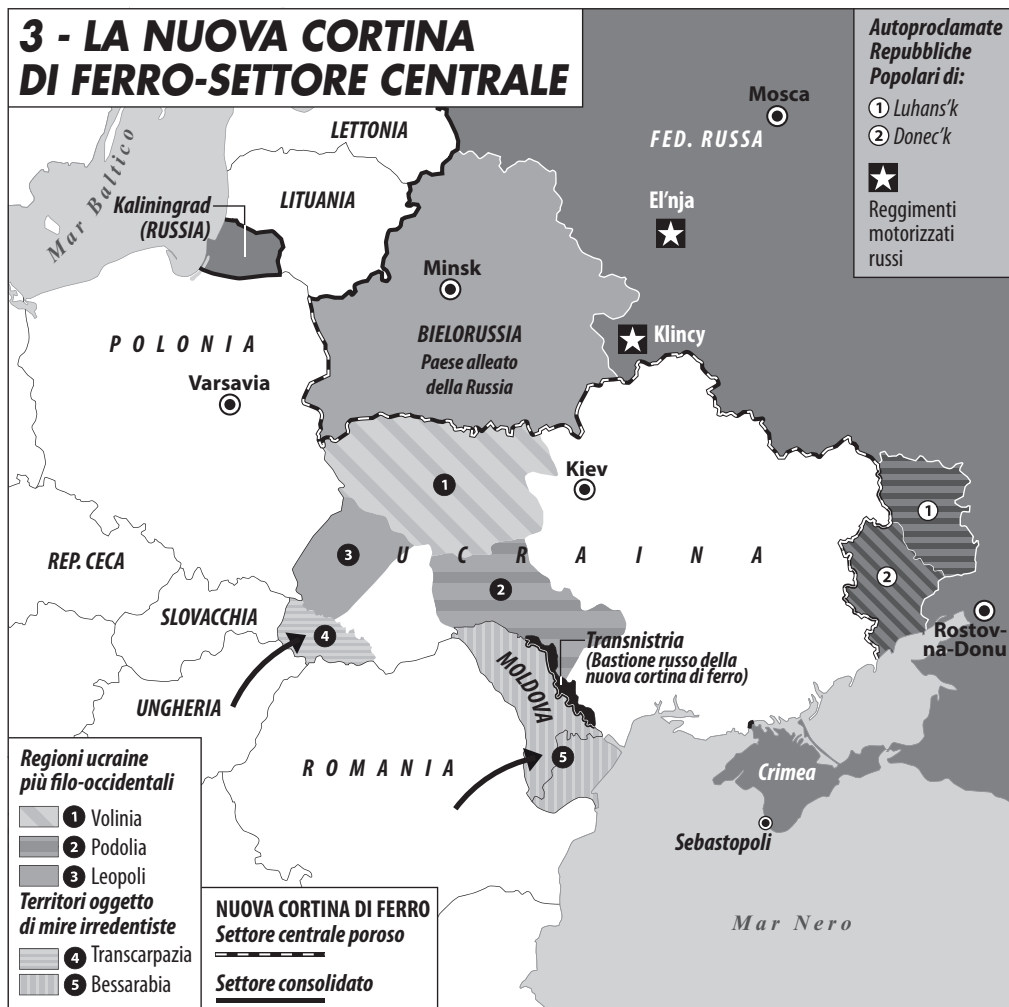 3 - LA NUOVA CORTINA
DI FERRO-SETTORE CENTRALE
Autoproclamate
Repubbliche
Popolari di:
1 Luhans'k
2 Donec'k
Reggimenti
motorizzati
russi
Mosca
FED. RUSSA
LETTONIA
Mar Baltico
LITUANIA
Kaliningrad
(RUSSIA)
El'nja
Minsk
BIELORUSSIA
Paese alleato
della Russia
Klincy
POLONIA
Varsavia
1
Kiev
1
UCRAINA
REP. CECA
3
2
2
SLOVACCHIA
4
Rostov-
na-Donu
Transnistria
(Bastione russo della
nuova cortina di ferro)
MOLDOVA
UNGHERIA
ROMANIA
5
Crimea
Sebastopoli
Mar Nero
Regioni ucraine
più filo-occidentali
1 Volinia
2 Podolia
3 Leopoli
Territori oggetto
di mire irredentiste
4 Transcarpazia
5 Bessarabia
NUOVA CORTINA DI FERRO
Settore centrale poroso
Settore consolidato